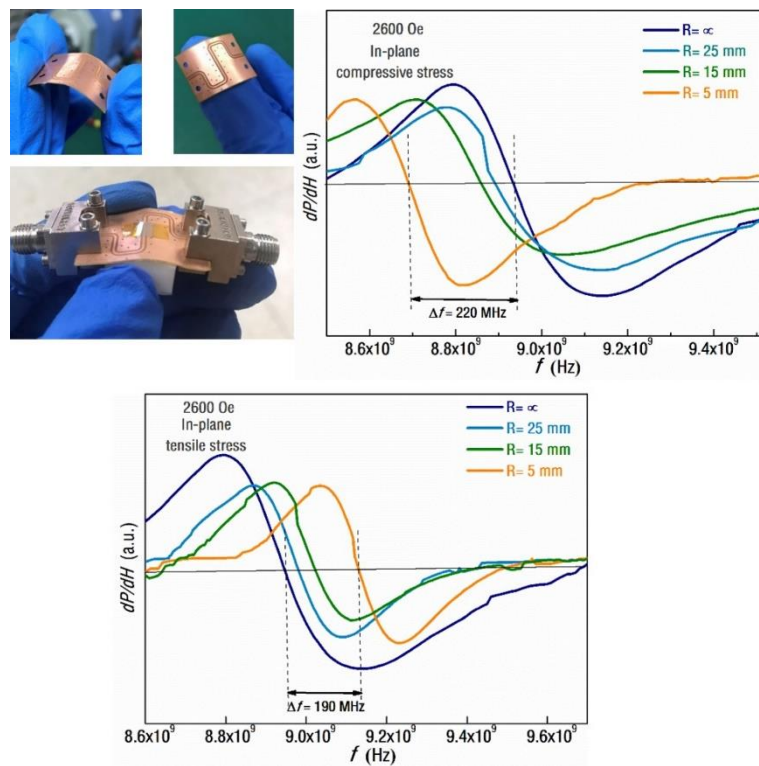 2600 Oe
In-plane
compressive stress
R= ∝
R= 25 mm
R= 15 mm
R= 5 mm
dP/dH (a.u.)
Δf = 220 MHz
8.6x10⁹ 8.8x10⁹ 9.0x10⁹ 9.2x10⁹ 9.4x10⁹
f (Hz)
2600 Oe
In-plane
tensile stress
R= ∝
R= 25 mm
R= 15 mm
R= 5 mm
dP/dH (a.u.)
Δf = 190 MHz
8.6x10⁹ 8.8x10⁹ 9.0x10⁹ 9.2x10⁹ 9.4x10⁹ 9.6x10⁹
f (Hz)